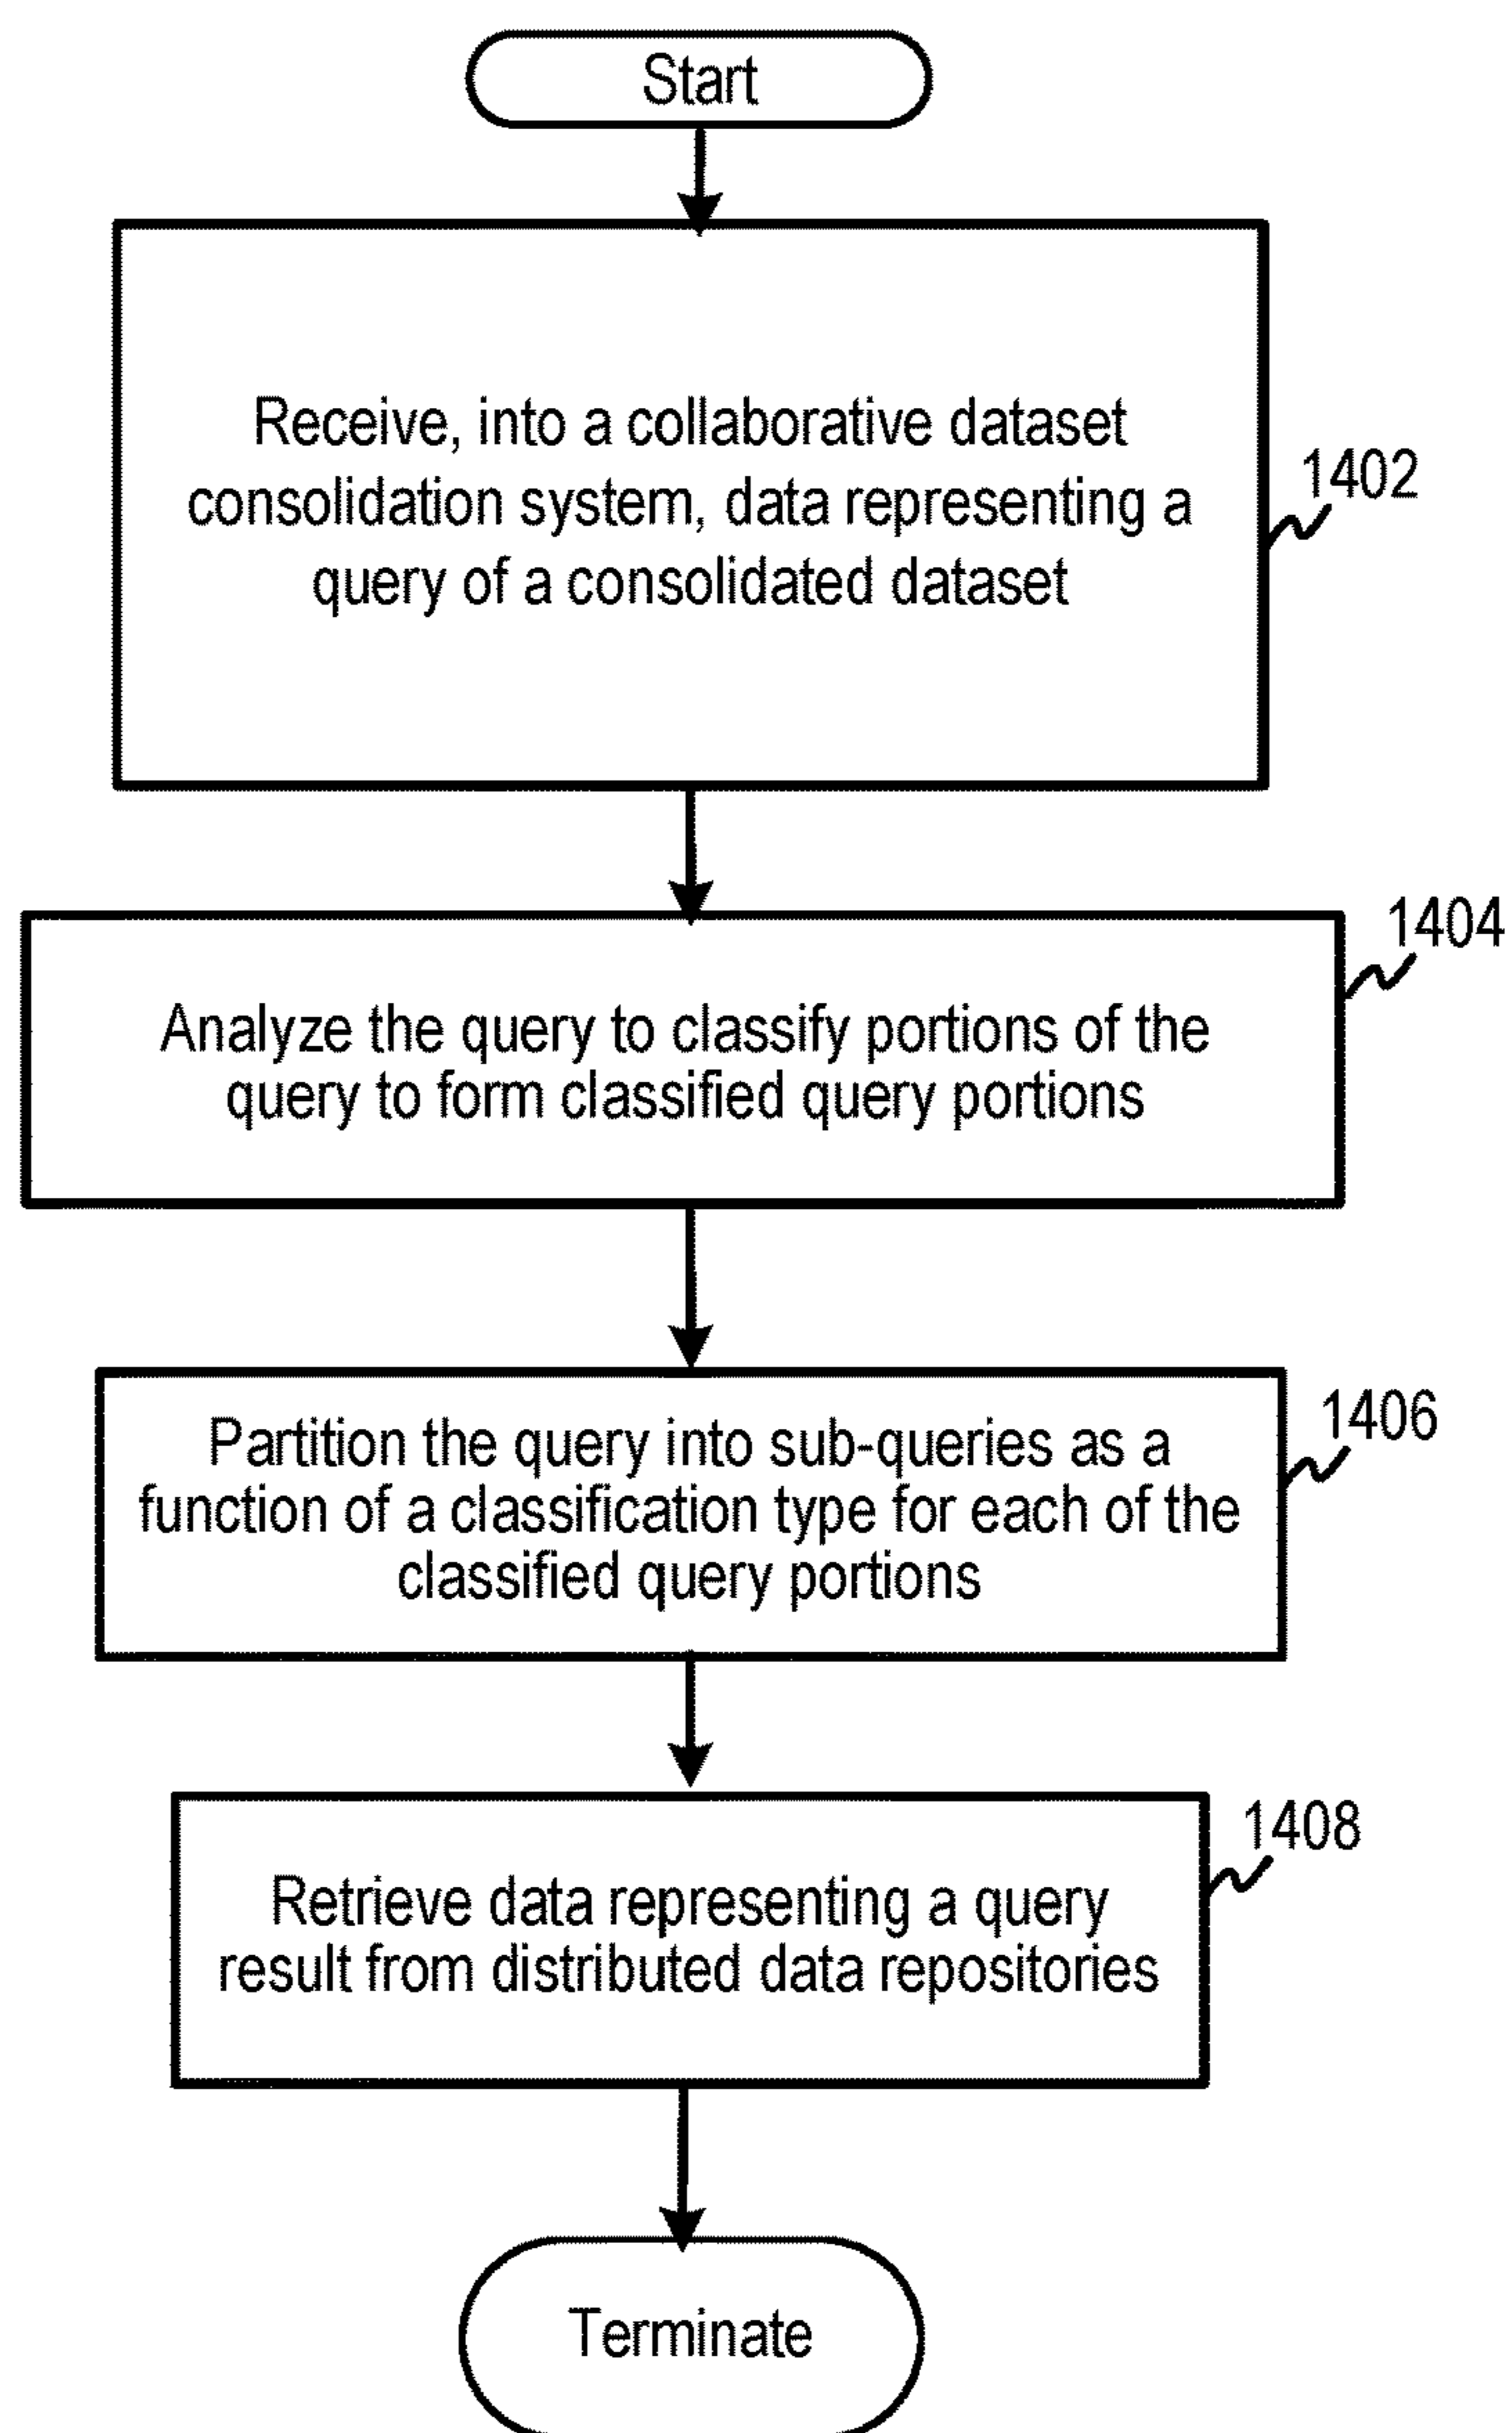 Start
Receive, into a collaborative dataset
consolidation system, data representing a
query of a consolidated dataset
1402
1404
Analyze the query to classify portions of the
query to form classified query portions
1406
Partition the query into sub-queries as a
function of a classification type for each of the
classified query portions
1408
Retrieve data representing a query
result from distributed data repositories
Terminate